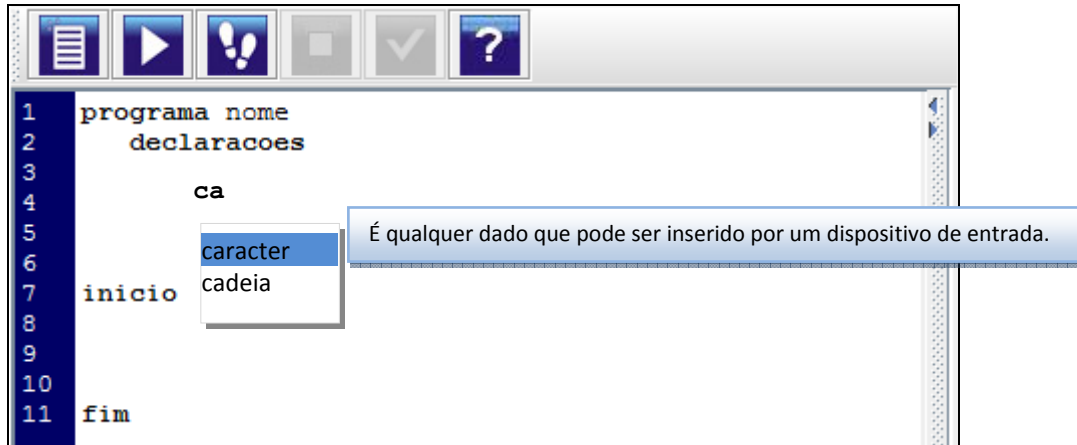 ?
1 programa nome
2 declaracoes
3
4 ca
5 É qualquer dado que pode ser inserido por um dispositivo de entrada.
caracter
6
cadeia
7 inicio
8
9
10
11 fim